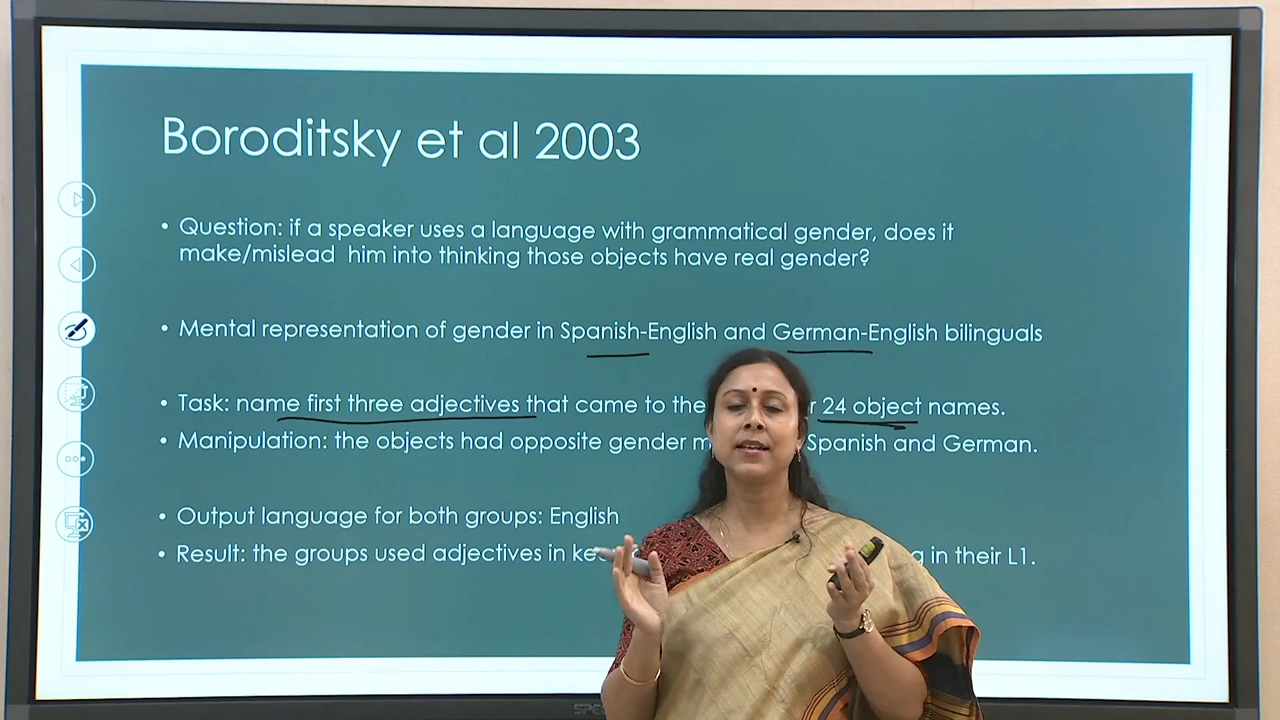 Boroditsky et al 2003
• Question: if a speaker uses a language with grammatical gender, does it
make/mislead him into thinking those objects have real gender?
• Mental representation of gender in Spanish-English and German-English bilinguals
• Task: name first three adjectives that came to the 24 object names.
• Manipulation: the objects had opposite gender Spanish and German.
• Output language for both groups: English
• Result: the groups used adjectives in in their L1.